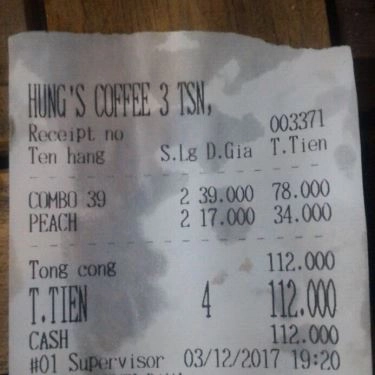 HUNG'S COFFEE 3 TSN,
Receipt no 003371
Ten hang S.Lg D.Gia T.Tien
COMBO 39 2 39.000 78.000
PEACH 2 17.000 34.000
Tong cong 112.000
T.TIEN 4 112.000
CASH 112.000
#01 Supervisor 03/12/2017 19:20